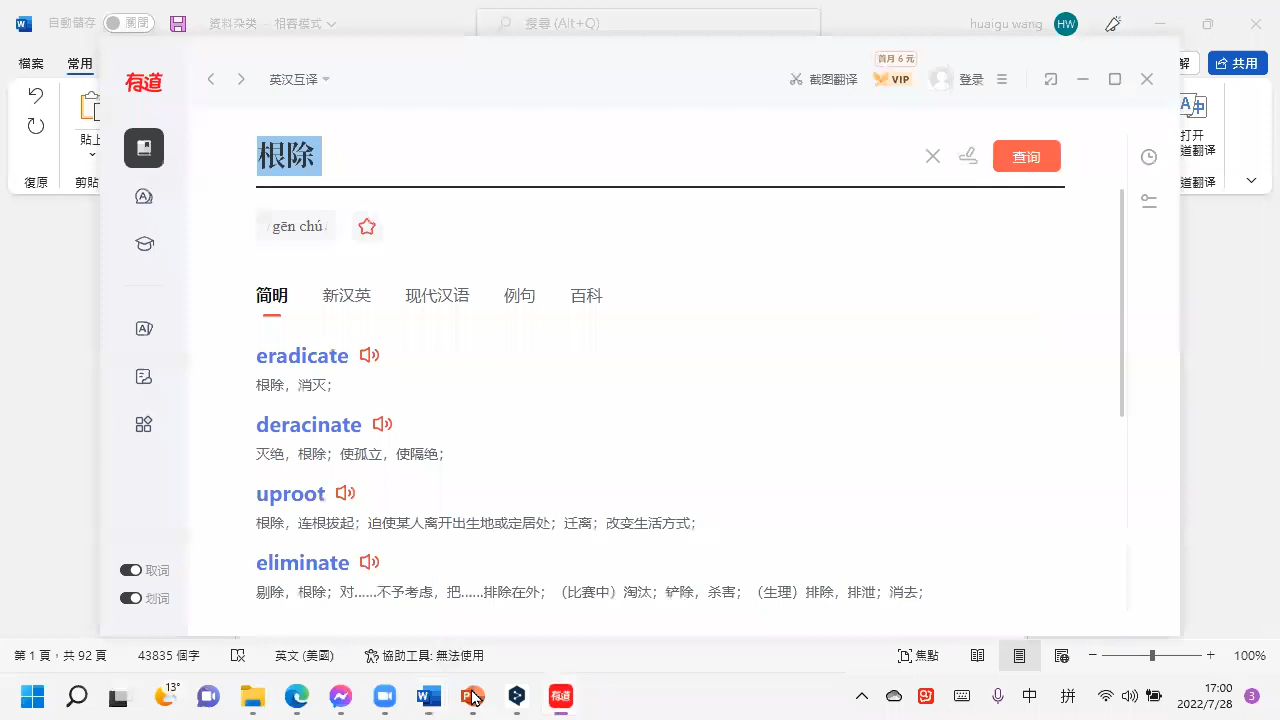 自動儲存 關閉 資料杂类 · 相容模式 搜尋 (Alt+Q) huaigu wang HW
檔案 常用 共用
有道 英汉互译 截图翻译 首月 6 元 VIP 登录
貼上
復原 剪貼
打开
道翻译
道翻译
根除 查询
gēn chú
简明 新汉英 现代汉语 例句 百科
eradicate
根除，消灭；
deracinate
灭绝，根除；使孤立，使隔绝；
uproot
根除，连根拔起；迫使某人离开出生地或定居处；迁离；改变生活方式；
eliminate
剔除，根除；对……不予考虑，把……排除在外；（比赛中）淘汰；铲除，杀害；（生理）排除，排泄；消去；
取词
划词
第 1 頁，共 92 頁 43835 個字 英文 (美國) 協助工具: 無法使用 焦點 100%
13° 有道 中 拼 17:00
2022/7/28 3